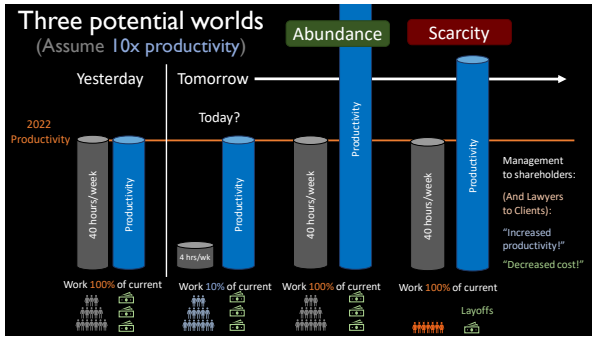 Three potential worlds
(Assume 10x productivity)
Abundance
Scarcity
Yesterday
Tomorrow
Today?
2022
Productivity
40 hours/week
Productivity
4 hrs/wk
Productivity
40 hours/week
Productivity
40 hours/week
Productivity
Management
to shareholders:
(And Lawyers
to Clients):
“Increased
productivity!”
“Decreased cost!”
Work 100% of current
Work 10% of current
Work 100% of current
Work 100% of current
Layoffs